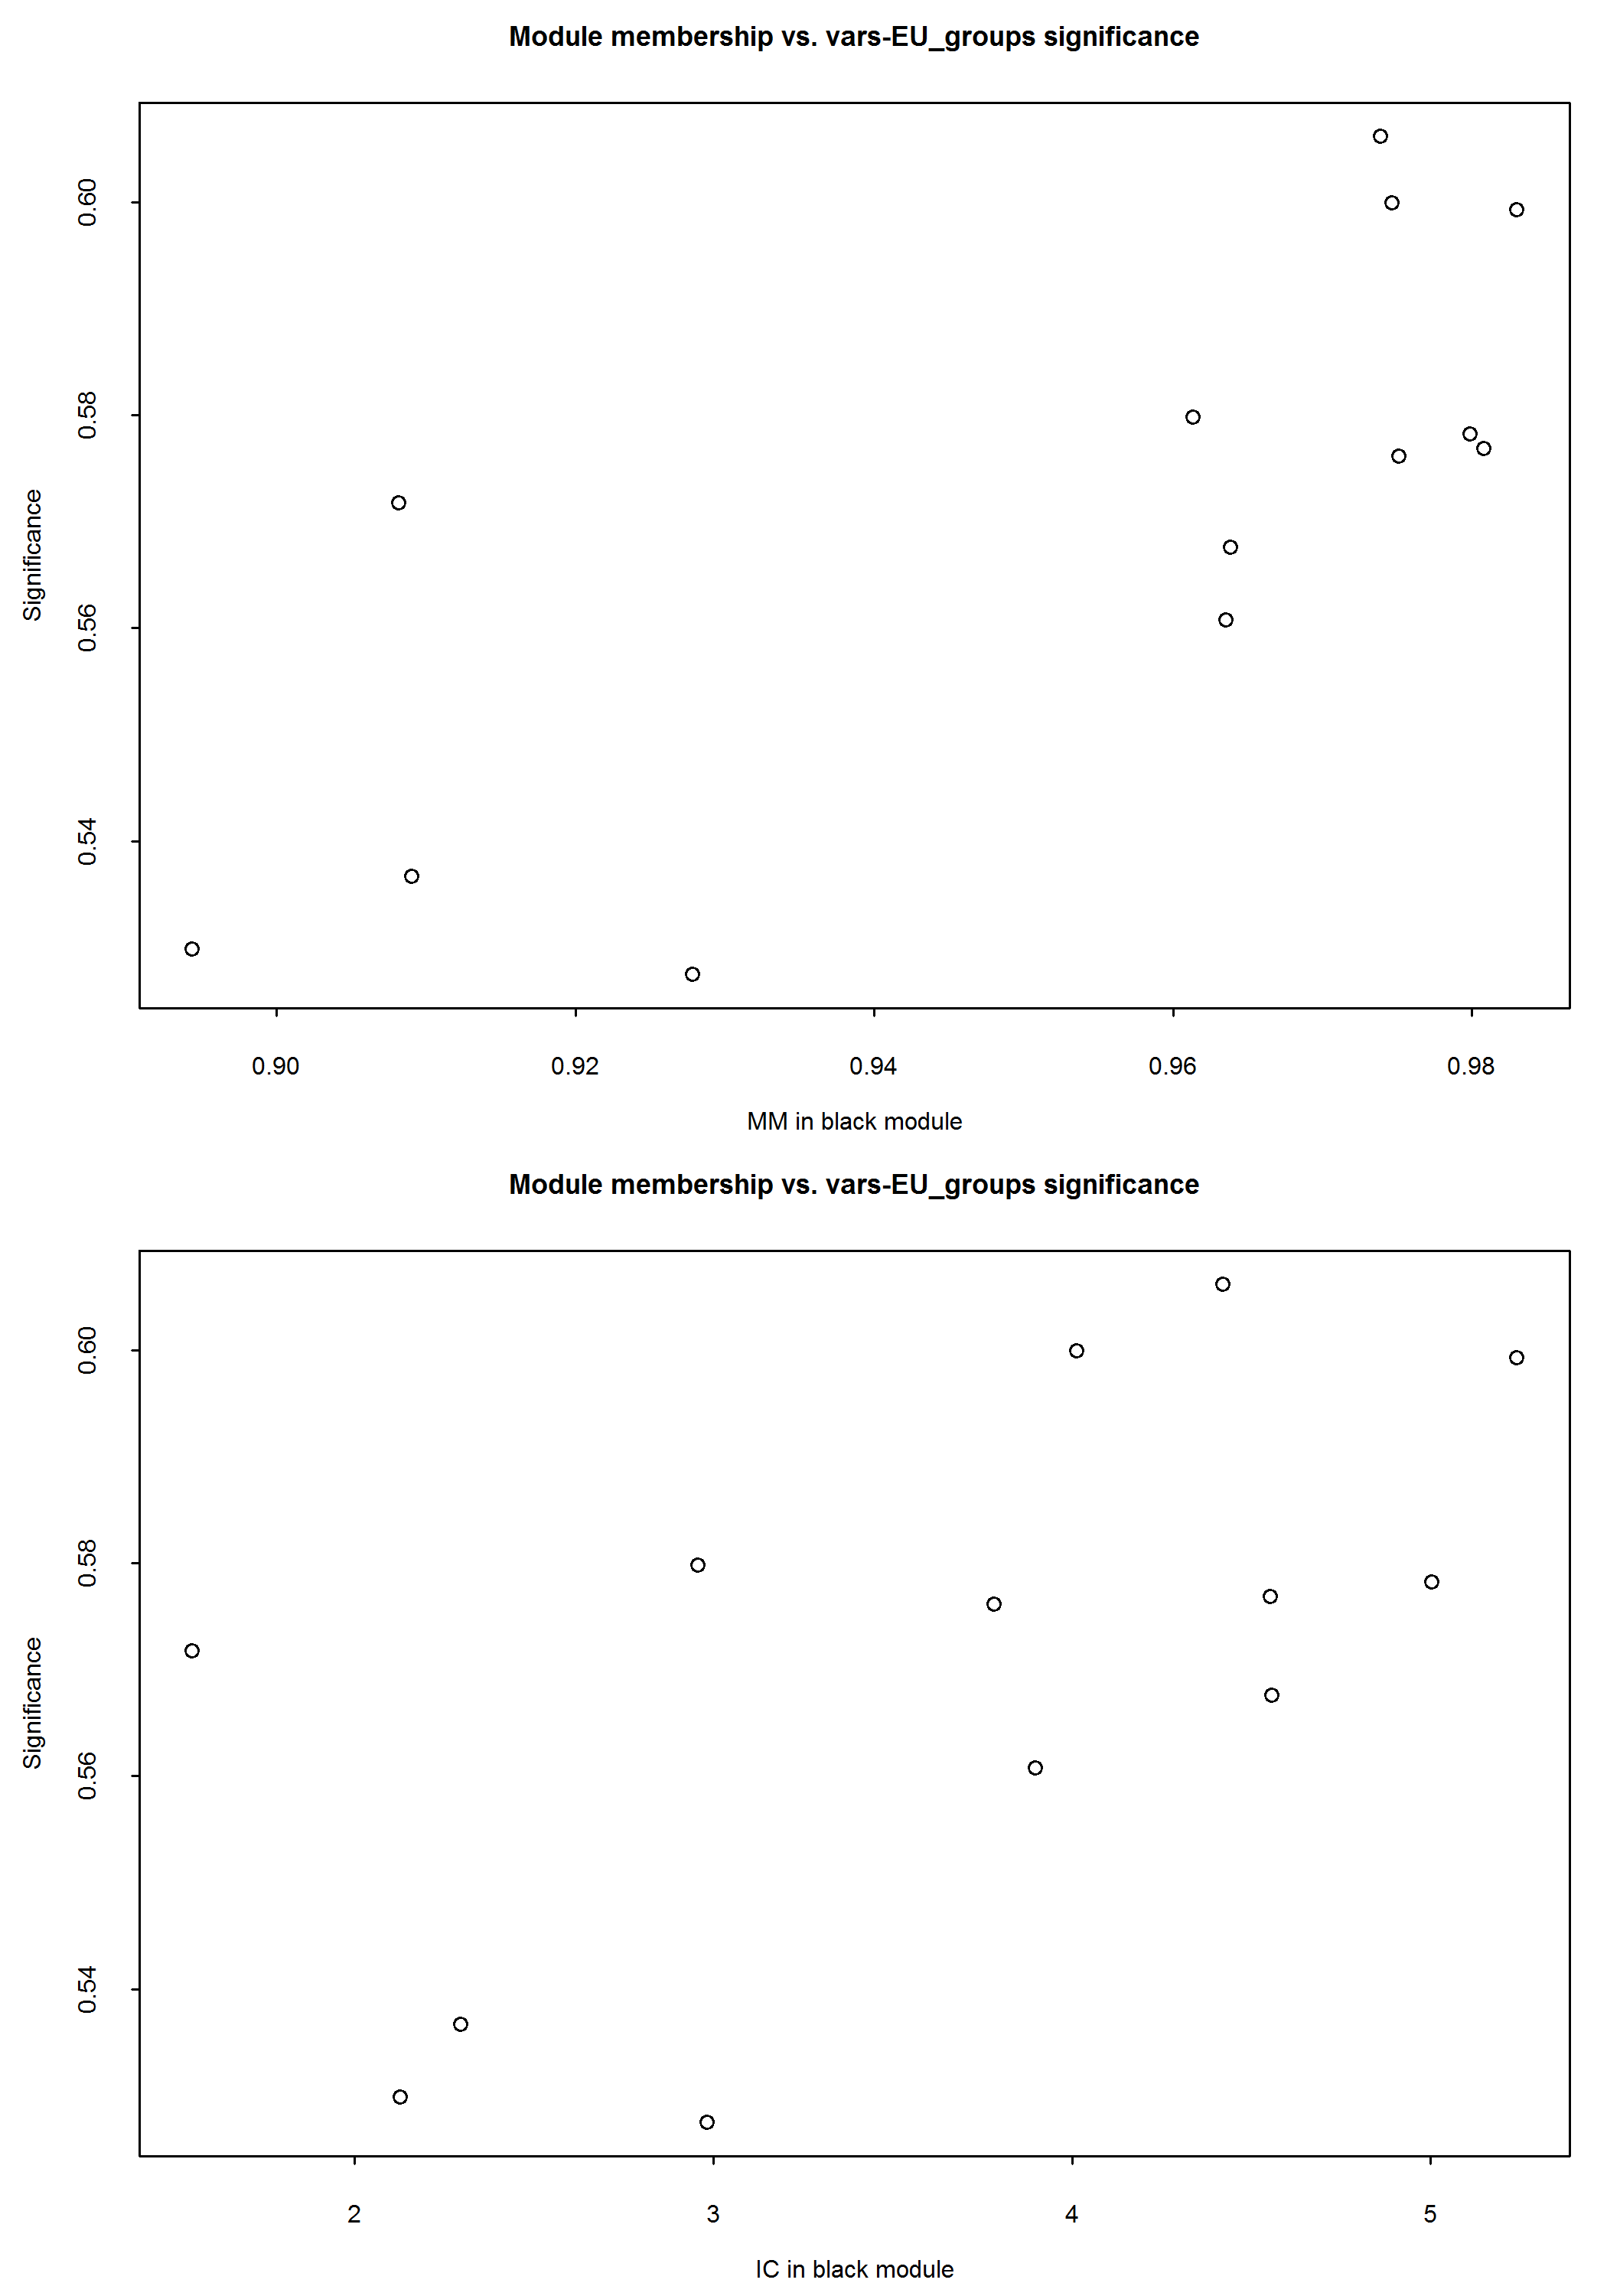 Module membership vs. vars-EU_groups significance
Significance
0.60
0.58
0.56
0.54
0.90 0.92 0.94 0.96 0.98
MM in black module
Module membership vs. vars-EU_groups significance
Significance
0.60
0.58
0.56
0.54
2 3 4 5
IC in black module